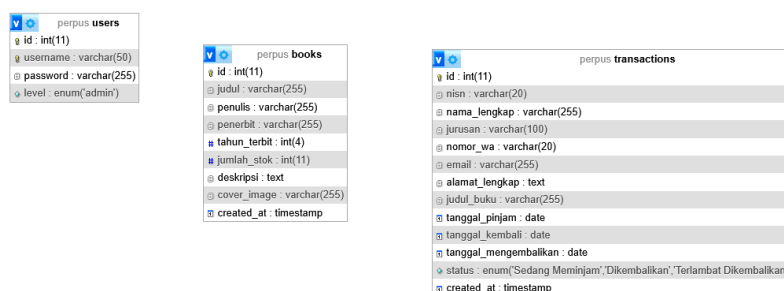 perpus users
id : int(11)
username : varchar(50)
password : varchar(255)
level : enum('admin')
perpus books
id : int(11)
judul : varchar(255)
penulis : varchar(255)
penerbit : varchar(255)
tahun_terbit : int(4)
jumlah_stok : int(11)
deskripsi : text
cover_image : varchar(255)
created_at : timestamp
perpus transactions
id : int(11)
nisn : varchar(20)
nama_lengkap : varchar(255)
jurusan : varchar(100)
nomor_wa : varchar(20)
email : varchar(255)
alamat_lengkap : text
judul_buku : varchar(255)
tanggal_pinjam : date
tanggal_kembali : date
tanggal_mengembalikan : date
status : enum('Sedang Meminjam','Dikembalikan','Terlambat Dikembalikan
created_at : timestamp